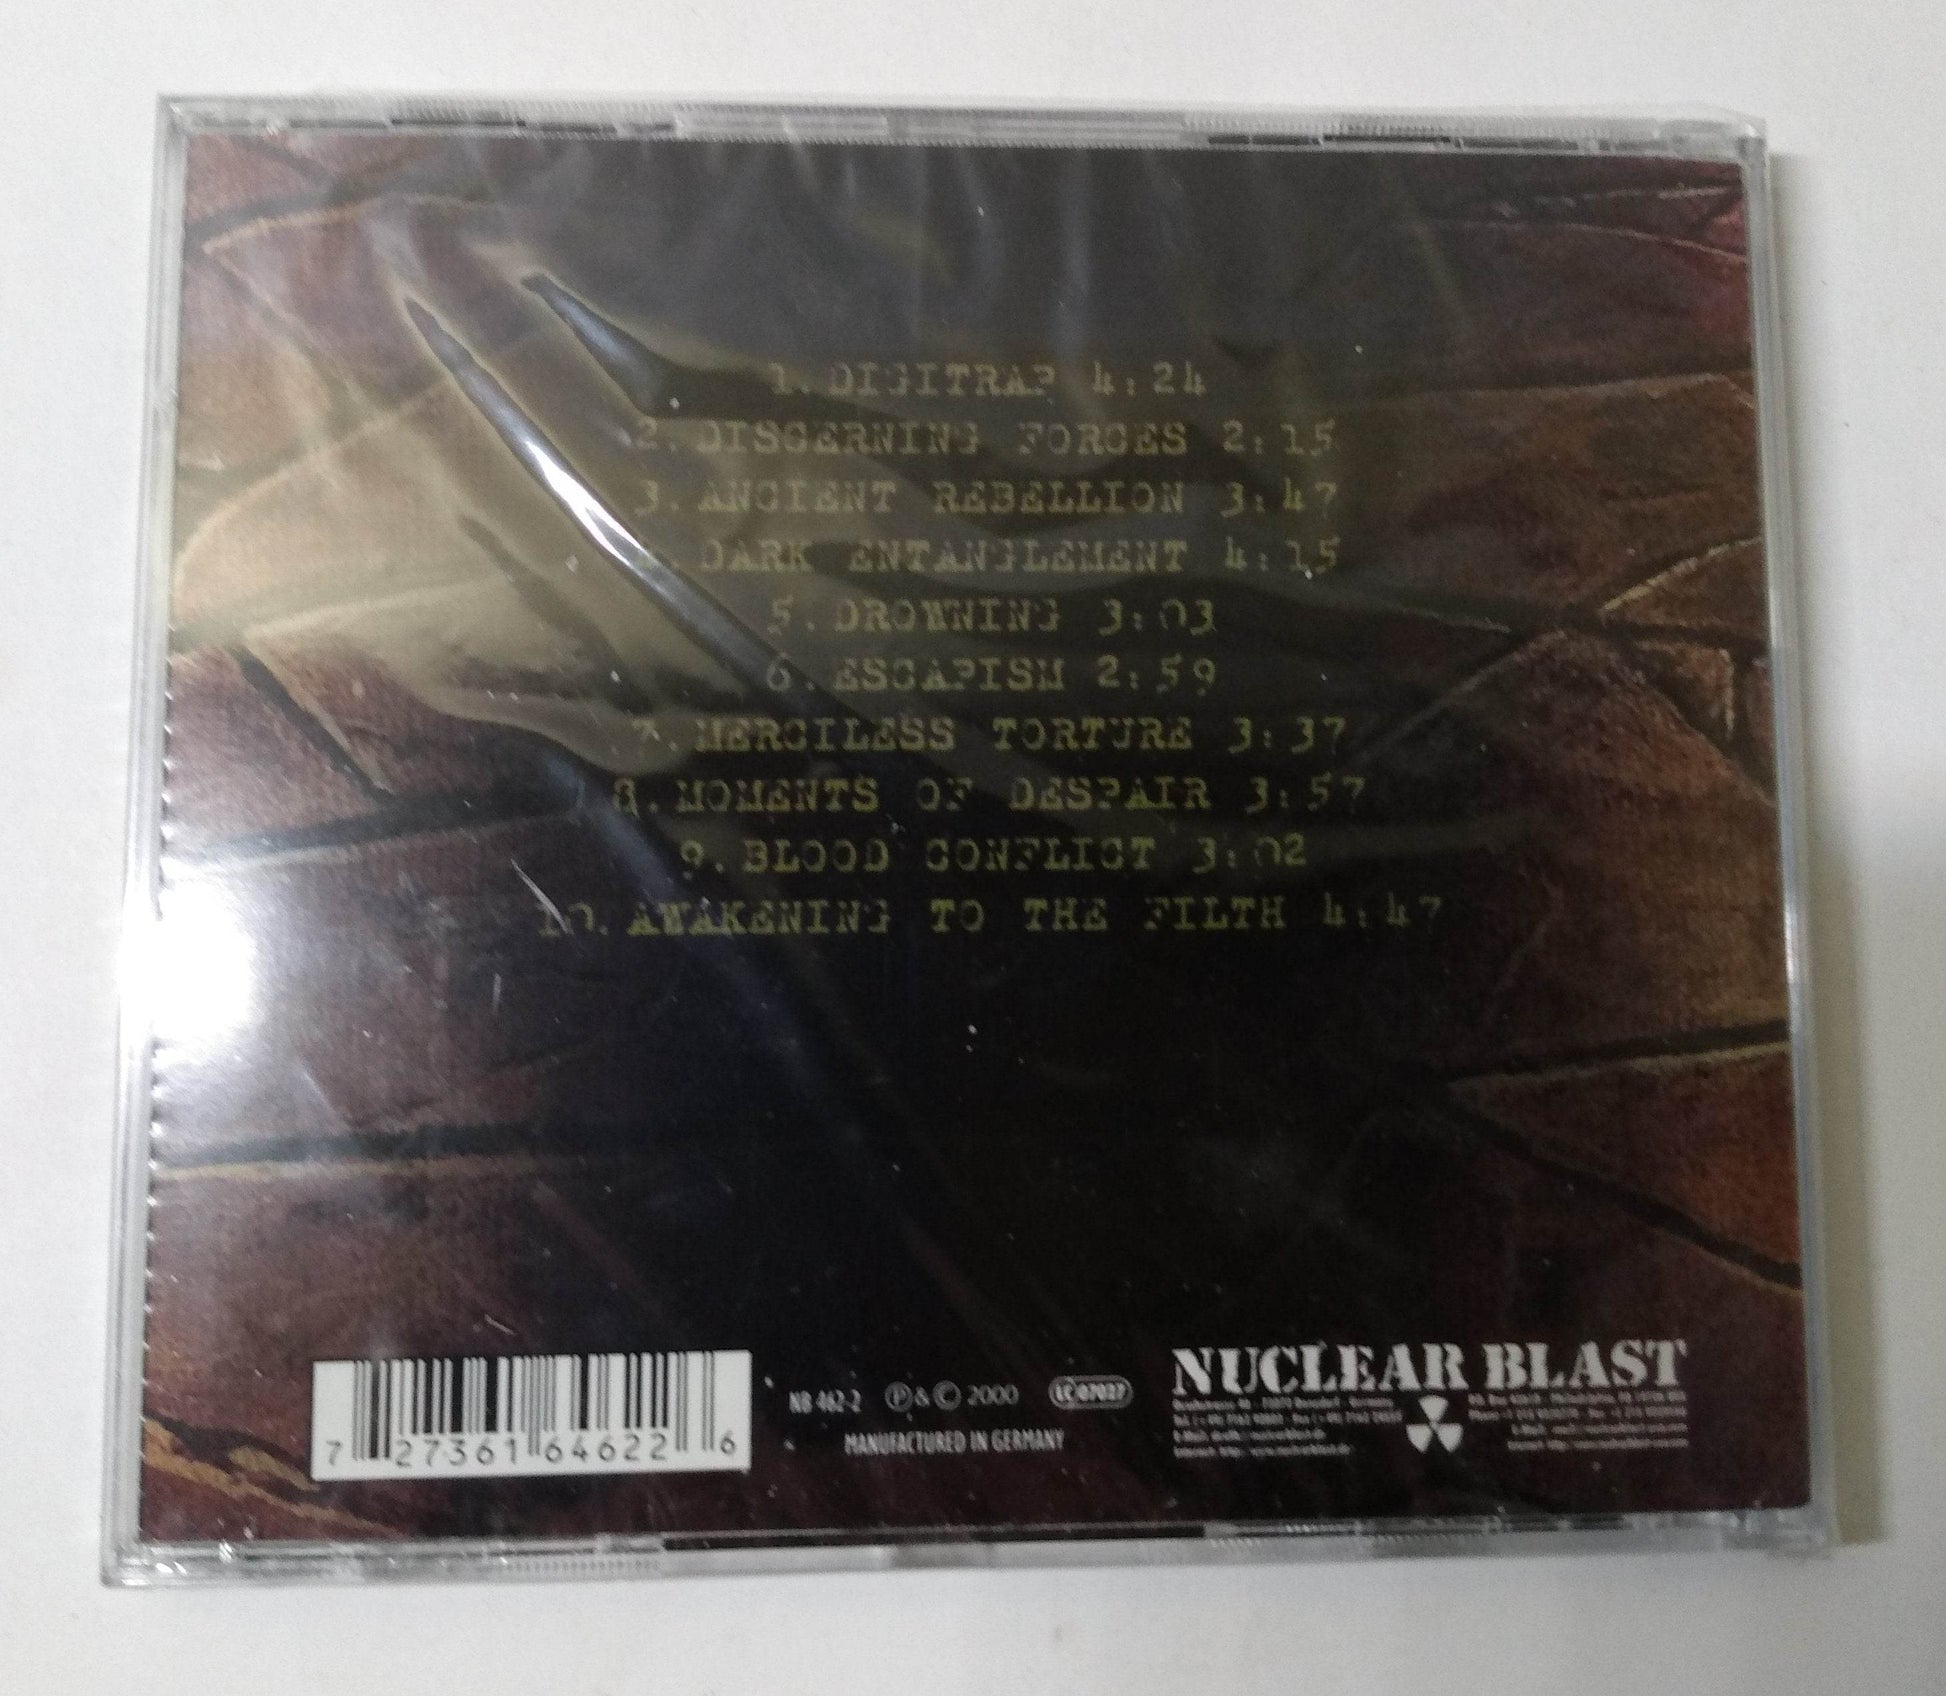 1. DIGITRAP 4:24
2. DISCERNING FORCES 2:15
3. ANCIENT REBELLION 3:47
DARK ENTANGLEMENT 4:15
5. DROWNING 3:03
6. ESCAPISM 2:59
7. MERCILESS TORTURE 3:37
8. MOMENTS OF DESPAIR 3:57
9. BLOOD CONFLICT 3:02
10. AWAKENING TO THE FILTH 4:47
7 27361 64622 6
NB 462-2 Ⓟ & © 2000 LC 07027
MANUFACTURED IN GERMANY
NUCLEAR BLAST